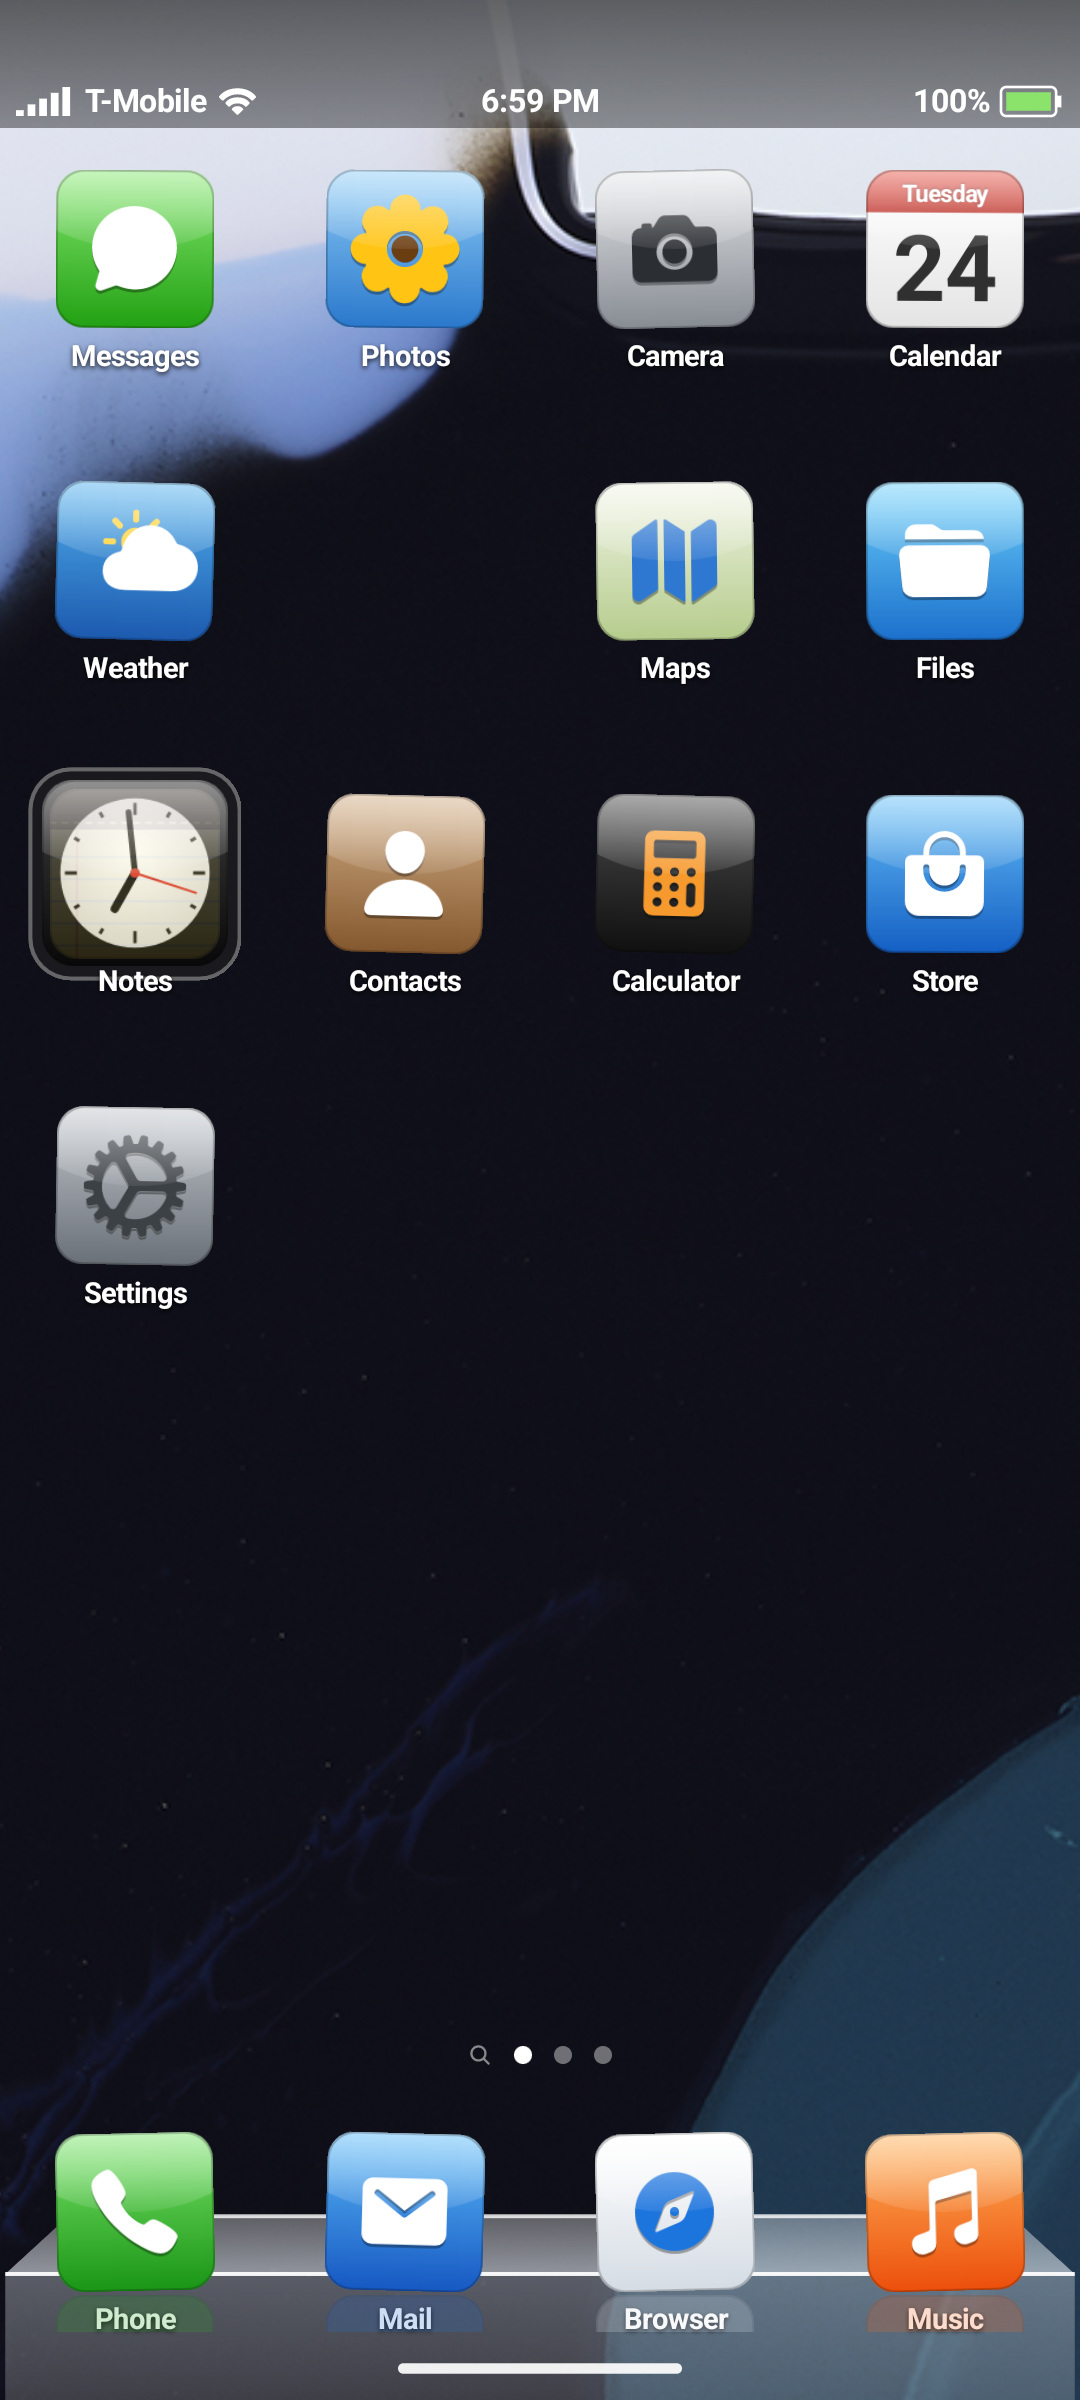 T-Mobile 6:59 PM 100%
Tuesday
24
Messages Photos Camera Calendar
Weather Maps Files
Notes Contacts Calculator Store
Settings
Phone Mail Browser Music